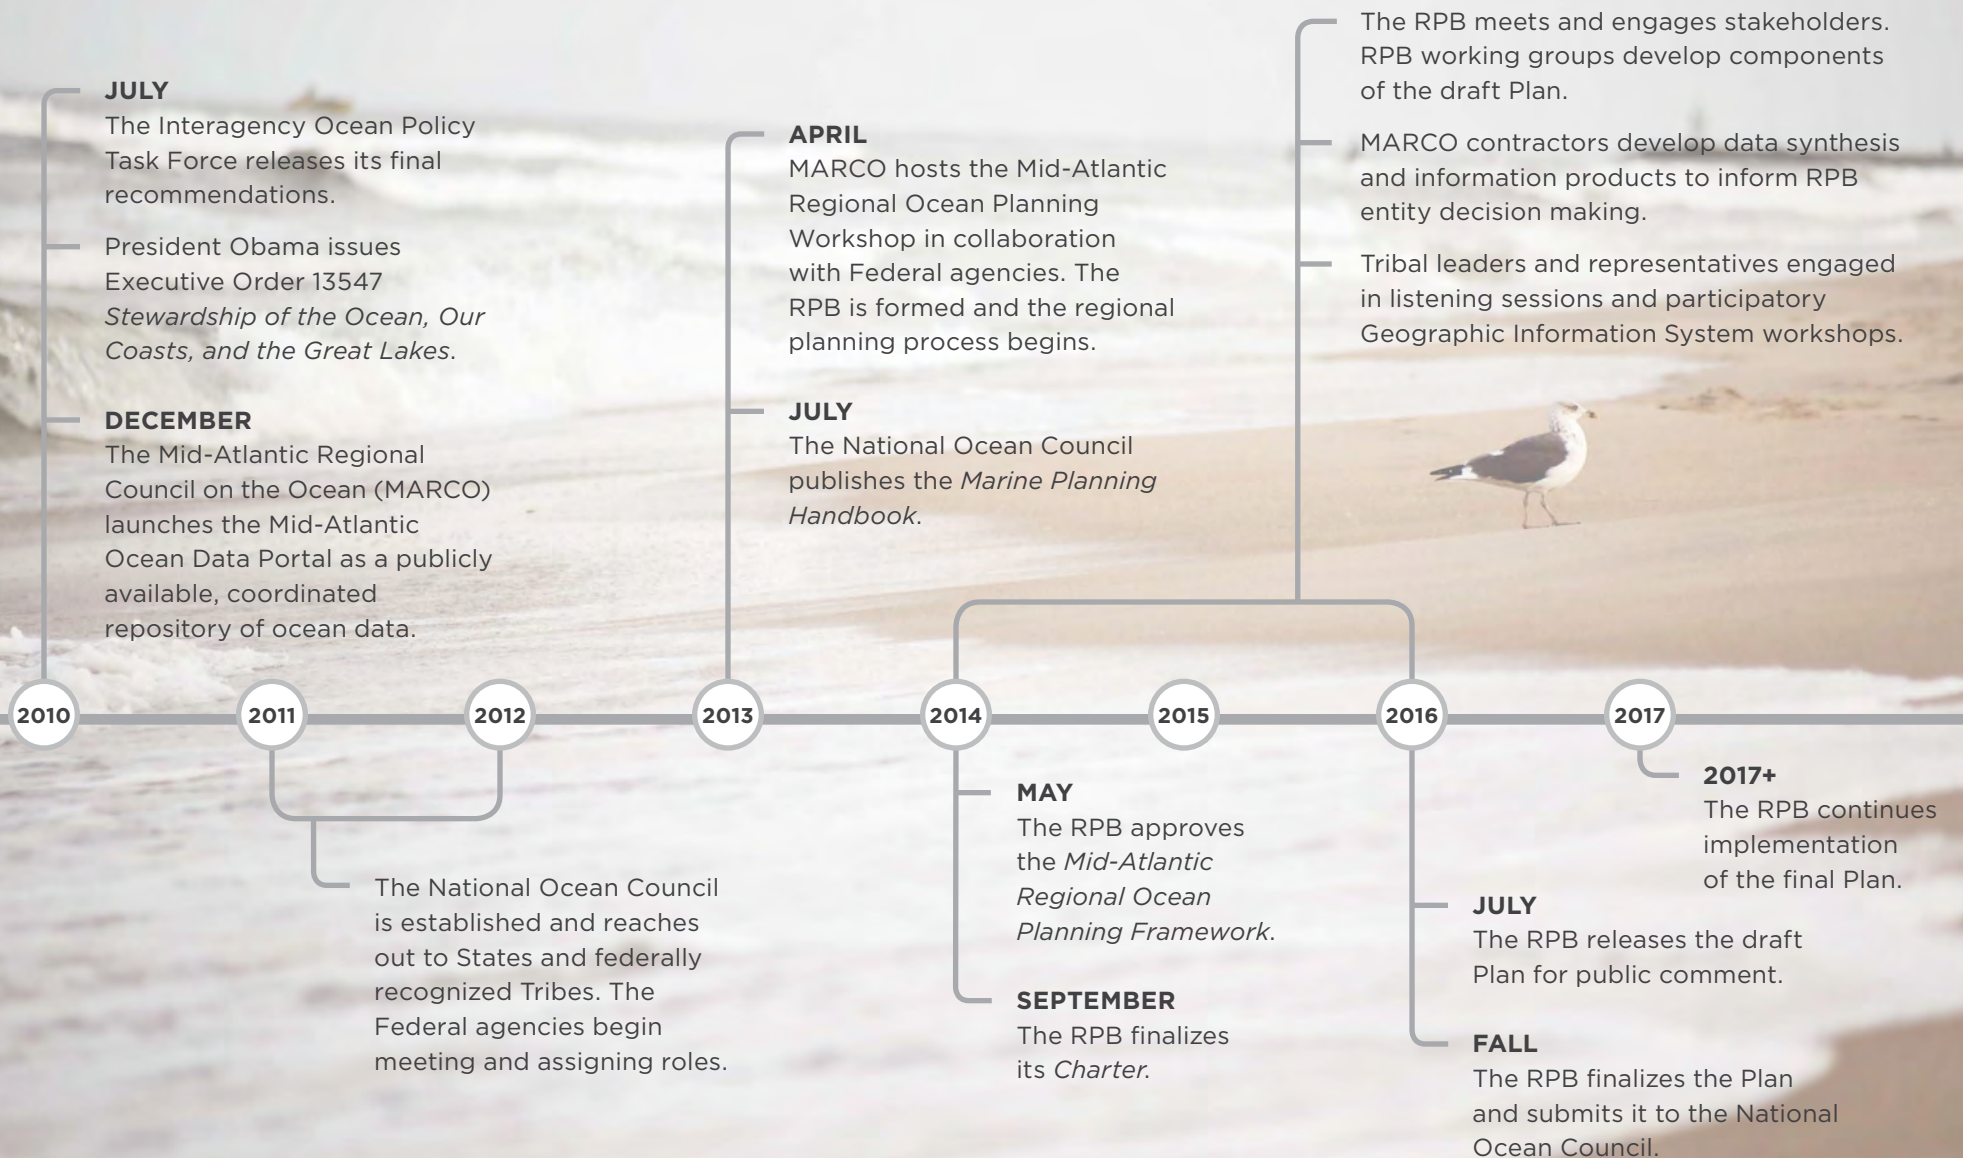 JULY
The Interagency Ocean Policy
Task Force releases its final
recommendations.
President Obama issues
Executive Order 13547
Stewardship of the Ocean, Our
Coasts, and the Great Lakes.
DECEMBER
The Mid-Atlantic Regional
Council on the Ocean (MARCO)
launches the Mid-Atlantic
Ocean Data Portal as a publicly
available, coordinated
repository of ocean data.
APRIL
MARCO hosts the Mid-Atlantic
Regional Ocean Planning
Workshop in collaboration
with Federal agencies. The
RPB is formed and the regional
planning process begins.
JULY
The National Ocean Council
publishes the Marine Planning
Handbook.
The RPB meets and engages stakeholders.
RPB working groups develop components
of the draft Plan.
MARCO contractors develop data synthesis
and information products to inform RPB
entity decision making.
Tribal leaders and representatives engaged
in listening sessions and participatory
Geographic Information System workshops.
2010
2011
2012
2013
2014
2015
2016
2017
The National Ocean Council
is established and reaches
out to States and federally
recognized Tribes. The
Federal agencies begin
meeting and assigning roles.
MAY
The RPB approves
the Mid-Atlantic
Regional Ocean
Planning Framework.
SEPTEMBER
The RPB finalizes
its Charter.
JULY
The RPB releases the draft
Plan for public comment.
FALL
The RPB finalizes the Plan
and submits it to the National
Ocean Council.
2017+
The RPB continues
implementation
of the final Plan.